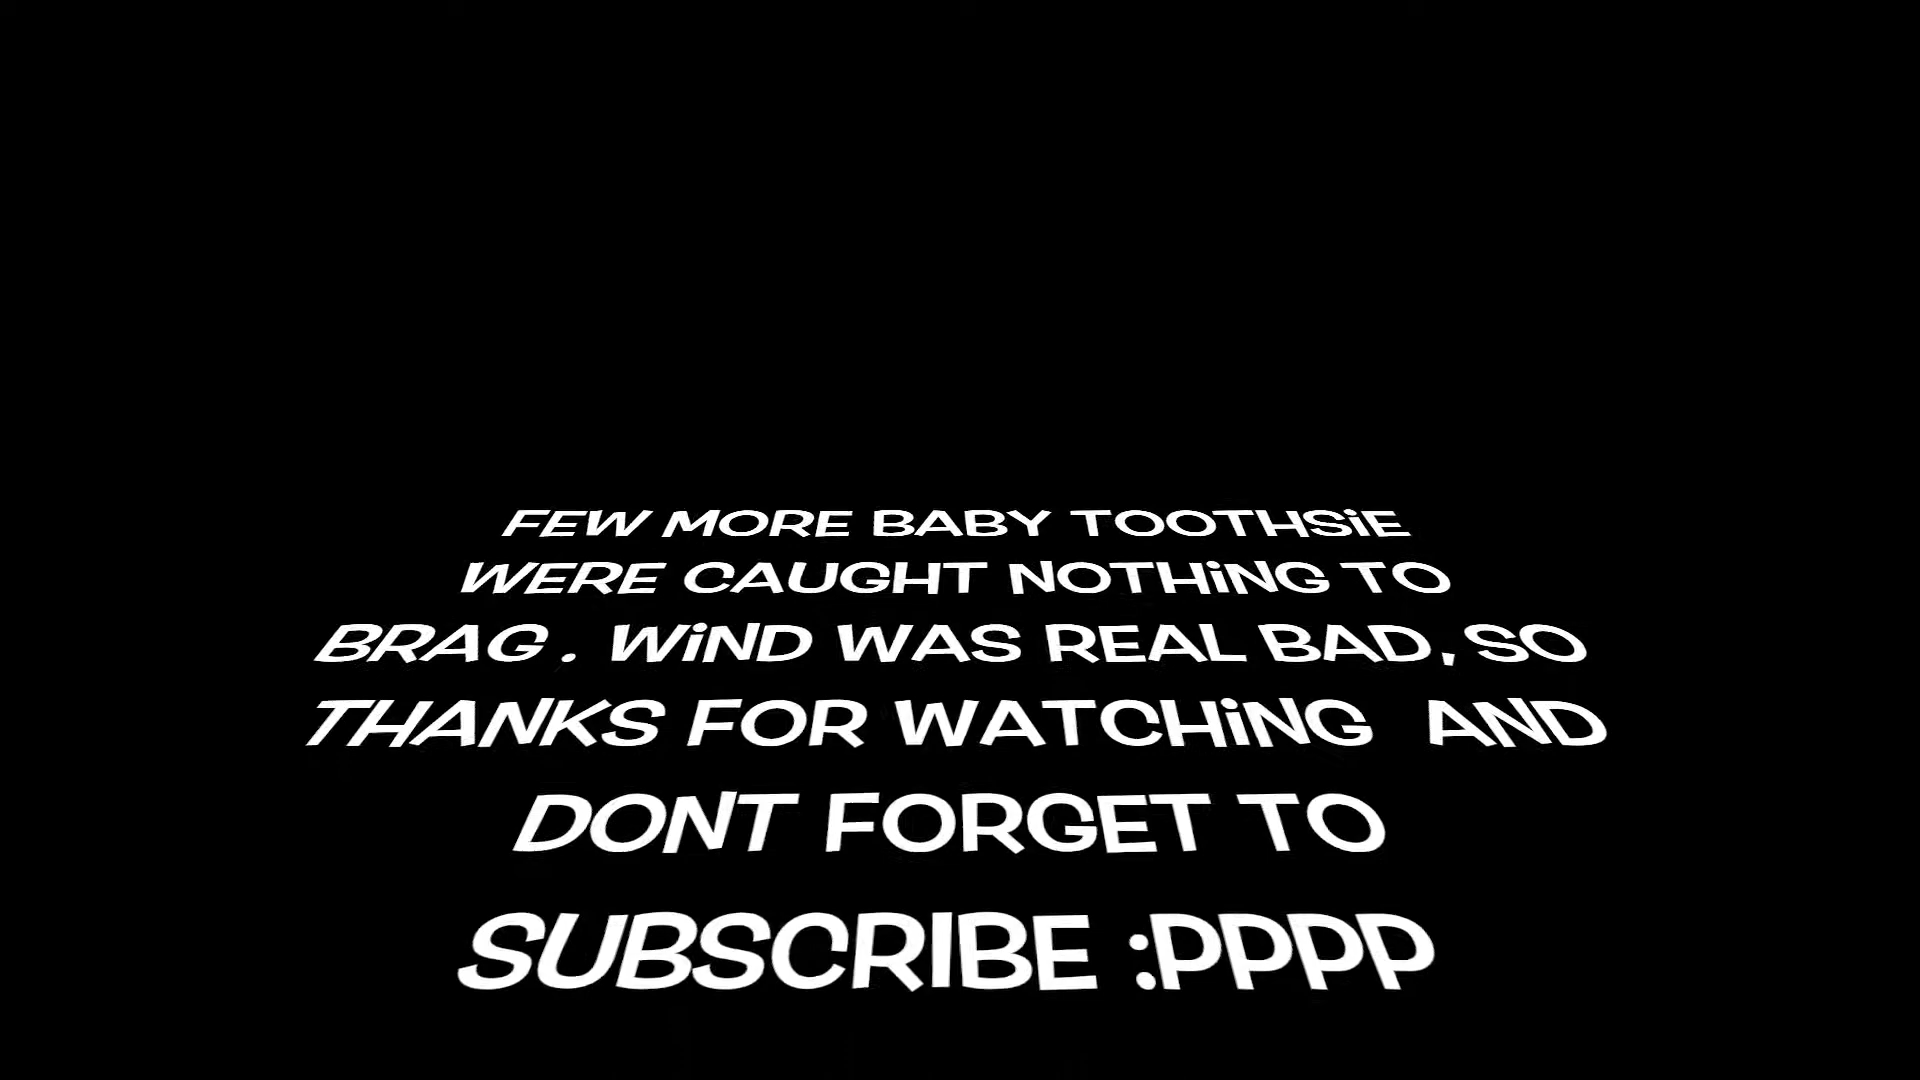 FEW MORE BABY TOOTHSiE
WERE CAUGHT NOTHiNG TO
BRAG . WiND WAS REAL BAD, SO
THANKS FOR WATCHiNG  AND
DONT FORGET TO
SUBSCRIBE :PPPP